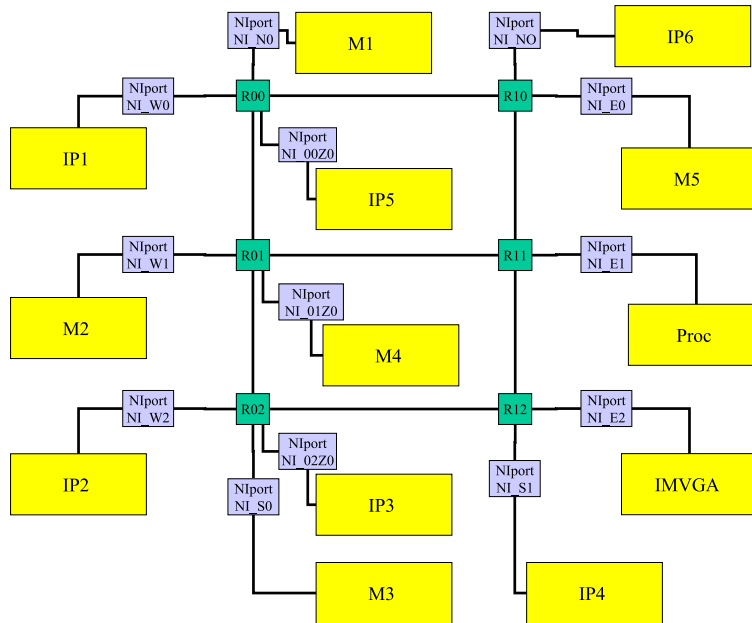 NIport
NI_N0
M1
NIport
NI_NO
IP6
NIport
NI_W0
R00
R10
NIport
NI_E0
IP1
NIport
NI_00Z0
IP5
M5
NIport
NI_W1
R01
R11
NIport
NI_E1
M2
NIport
NI_01Z0
M4
Proc
NIport
NI_W2
R02
R12
NIport
NI_E2
IP2
NIport
NI_02Z0
NIport
NI_S0
IP3
NIport
NI_S1
IMVGA
M3
IP4